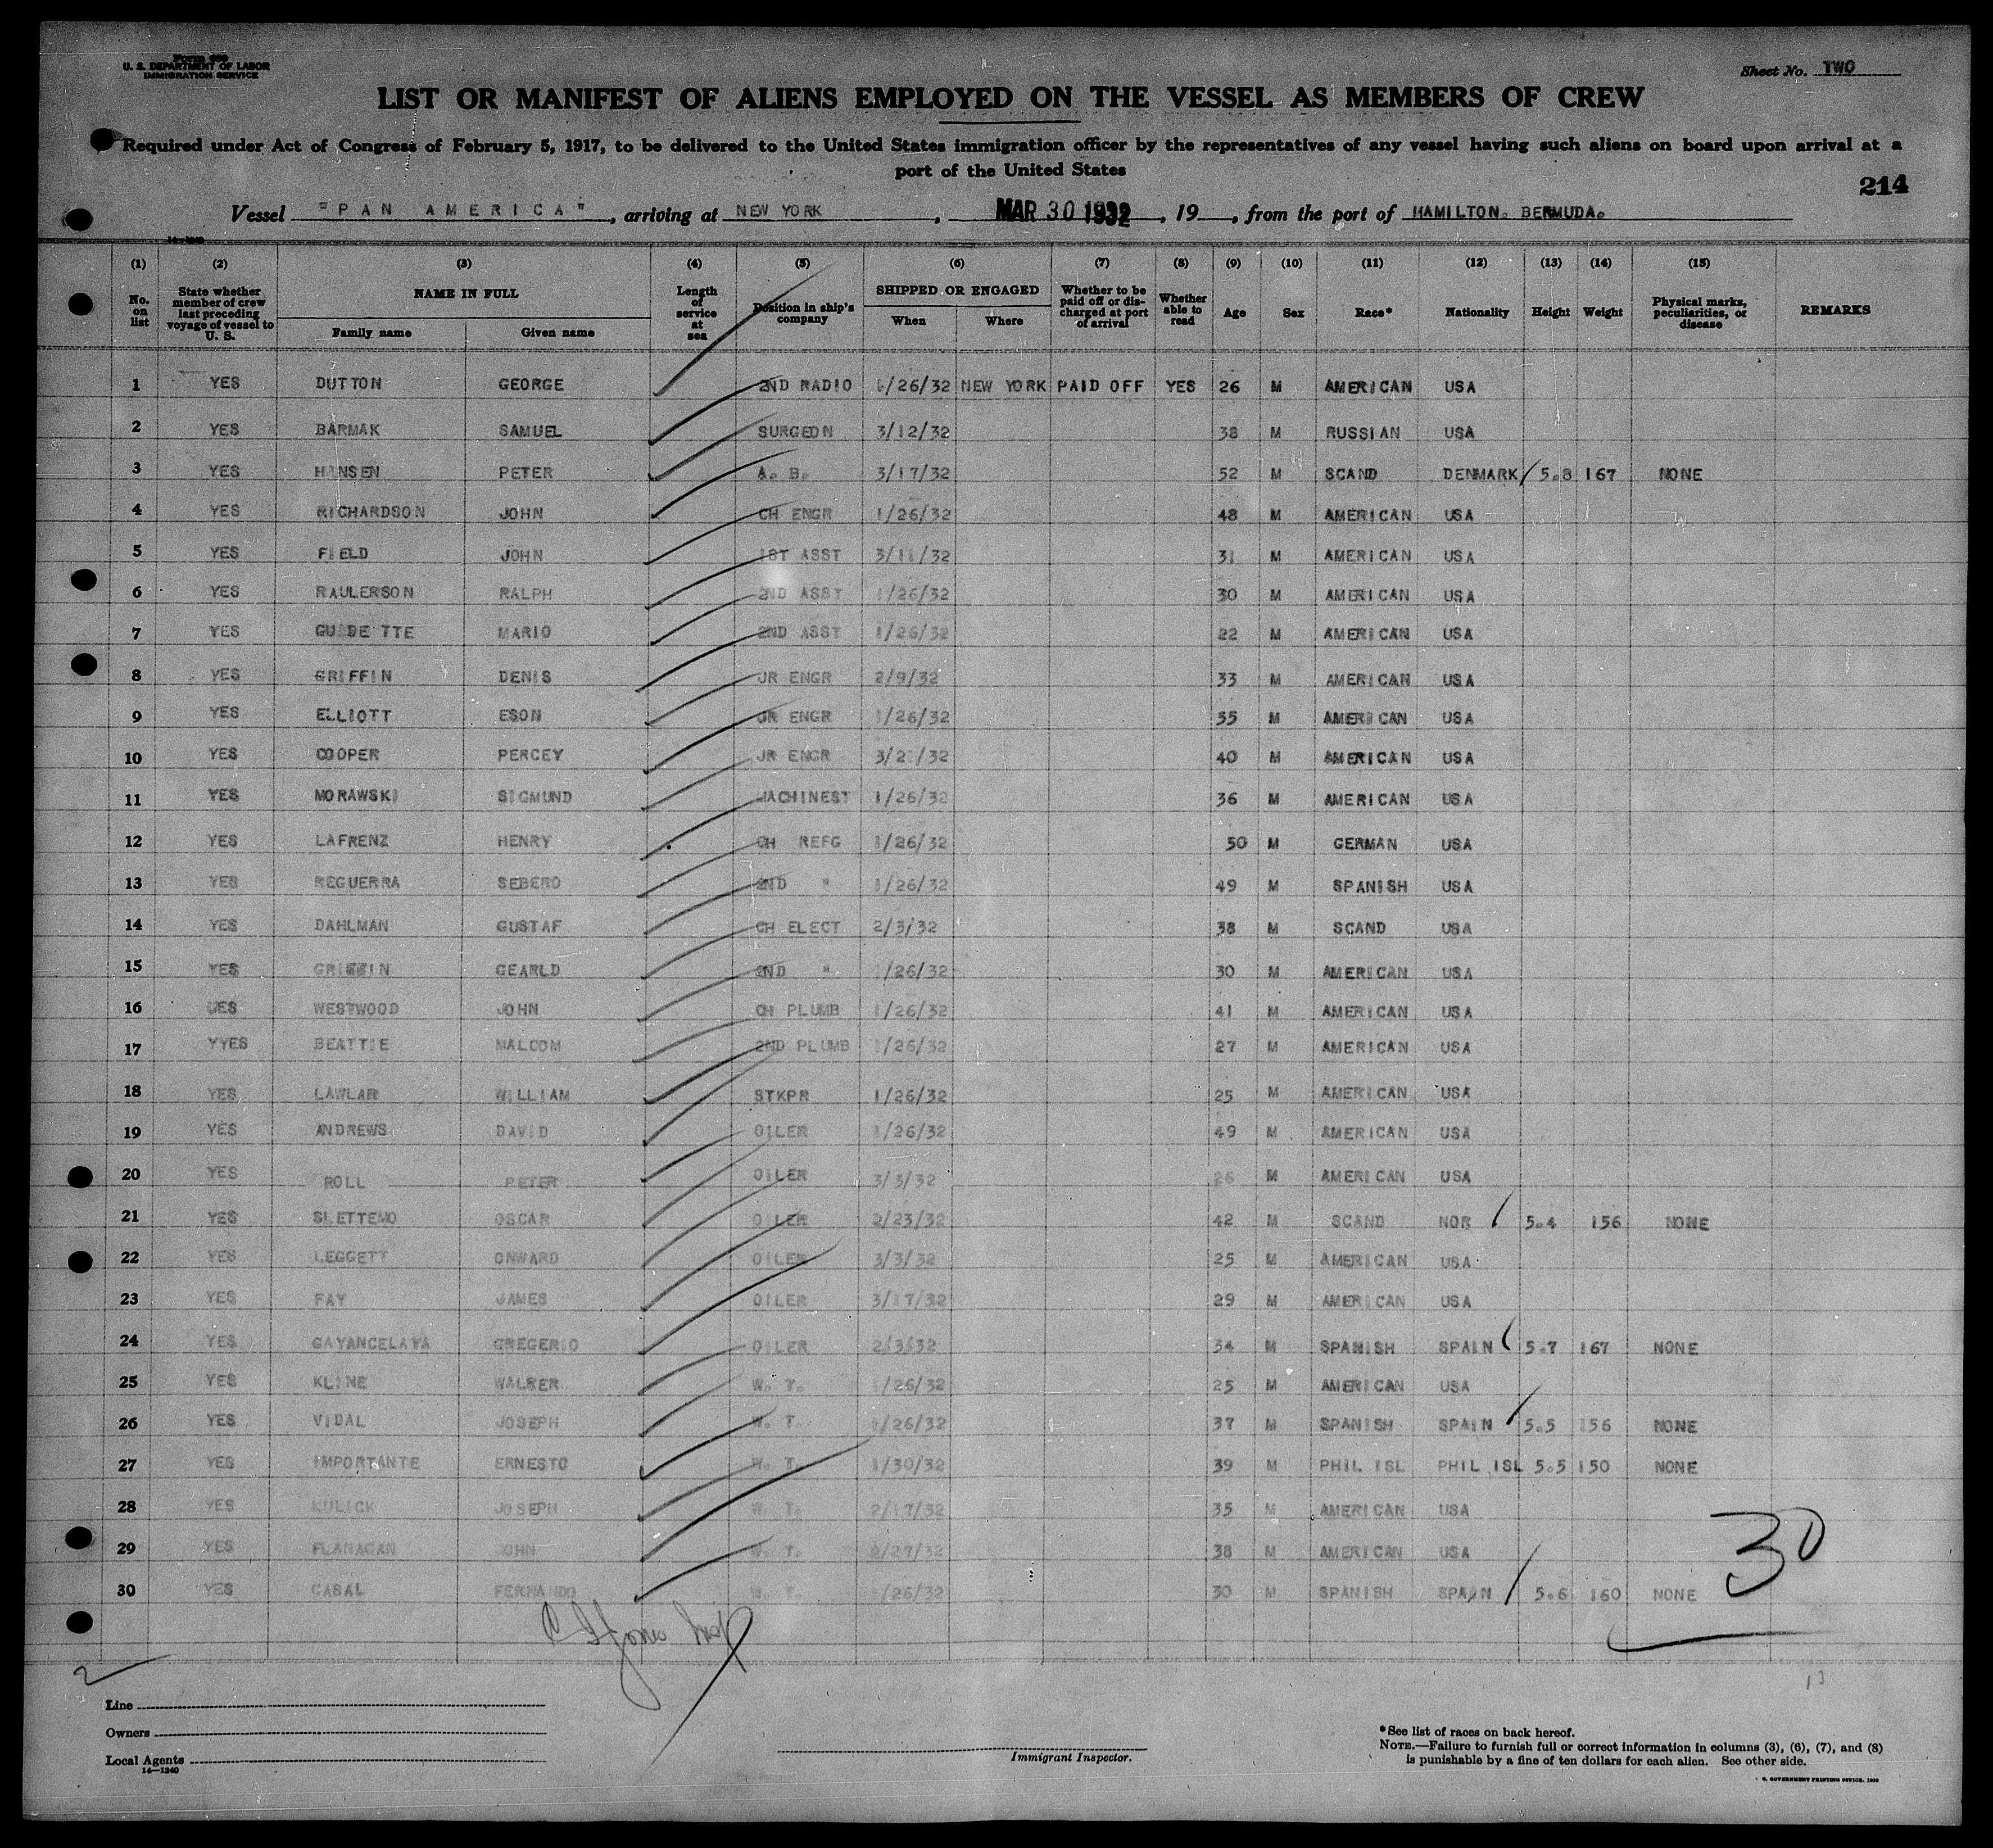 Form 689
U. S. DEPARTMENT OF LABOR
IMMIGRATION SERVICE
Sheet No. TWO
LIST OR MANIFEST OF ALIENS EMPLOYED ON THE VESSEL AS MEMBERS OF CREW
Required under Act of Congress of February 5, 1917, to be delivered to the United States immigration officer by the representatives of any vessel having such aliens on board upon arrival at a
port of the United States
214
Vessel "PAN AMERICA", arriving at NEW YORK, MAR 30 1932, 19, from the port of HAMILTON. BERMUDA.
(1) (2) (3) (4) (5) (6) (7) (8) (9) (10) (11) (12) (13) (14) (15)
No. on list State whether member of crew last preceding voyage of vessel to U. S. NAME IN FULL Family name Given name Length of service at sea Position in ship's company SHIPPED OR ENGAGED When Where Whether to be paid off or discharged at port of arrival Whether able to read Age Sex Race* Nationality Height Weight Physical marks, peculiarities, or disease REMARKS
1 YES DUTTON GEORGE 2ND RADIO /26/32 NEW YORK PAID OFF YES 26 M AMERICAN USA
2 YES BARMAK SAMUEL SURGEON 3/12/32 38 M RUSSIAN USA
3 YES HANSEN PETER A. B. 3/17/32 52 M SCAND DENMARK 5.8 167 NONE
4 YES RICHARDSON JOHN CH ENGR 1/26/32 48 M AMERICAN USA
5 YES FIELD JOHN 1ST ASST 3/11/32 31 M AMERICAN USA
6 YES RAULERSON RALPH 2ND ASST 1/26/32 30 M AMERICAN USA
7 YES MARIO 2ND ASST 1/26/32 22 M AMERICAN USA
8 YES GRIFFIN DENIS JR ENGR 2/9/32 33 M AMERICAN USA
9 YES ELLIOTT ESON JR ENGR 1/26/32 35 M AMERICAN USA
10 YES COOPER PERCEY JR ENGR 40 M AMERICAN USA
11 YES MORAWSKI SIGMUND MACHINEST 1/26/32 36 M AMERICAN USA
12 YES LAFRENZ HENRY CH REFG 1/26/32 50 M GERMAN USA
13 YES REGUERRA SEBERO 2ND " 1/26/32 49 M SPANISH USA
14 YES DAHLMAN GUSTAF CH ELECT 2/3/32 38 M SCAND USA
15 YES GRIFFIN GEARLD 2ND " 1/26/32 30 M AMERICAN USA
16 UES WESTWOOD JOHN CH PLUMB 1/26/32 41 M AMERICAN USA
17 YYES BEATTIE MALCOM 2ND PLUMB 1/26/32 27 M AMERICAN USA
18 YES LAWLAR WILLIAM STKPR 1/26/32 25 M AMERICAN USA
19 YES ANDREWS DAVID OILER 1/26/32 49 M AMERICAN USA
20 YES ROLL PETER OILER 3/3/32 26 M AMERICAN USA
21 YES SLETTEMO OSCAR OILER 2/23/32 42 M SCAND NOR 5.4 156 NONE
22 YES LEGGETT ONWARD OILER 3/3/32 25 M AMERICAN USA
23 YES FAY JAMES OILER 3/17/32 29 M AMERICAN USA
24 YES GAYANCELAYA GREGERIO OILER 2/3/32 34 M SPANISH SPAIN 5.7 167 NONE
25 YES KLINE WALRER W. T. 1/26/32 25 M AMERICAN USA
26 YES VIDAL JOSEPH W. T. 1/26/32 37 M SPANISH SPAIN 5.5 156 NONE
27 YES IMPORTANTE ERNESTO W. T. 1/30/32 39 M PHIL ISL PHIL ISL 5.5 150 NONE
28 YES KULICK JOSEPH W. T. 2/17/32 35 M AMERICAN USA
29 YES FLANAGAN JOHN W. T. 2/27/32 38 M AMERICAN USA
30 YES CASAL FERNANDO W. T. 1/26/32 30 M SPANISH SPAIN 5.6 160 NONE
30
2
13
Line
Owners
Local Agents
14—1240
Immigrant Inspector.
*See list of races on back hereof.
NOTE.—Failure to furnish full or correct information in columns (3), (6), (7), and (8)
is punishable by a fine of ten dollars for each alien. See other side.
GOVERNMENT PRINTING OFFICE